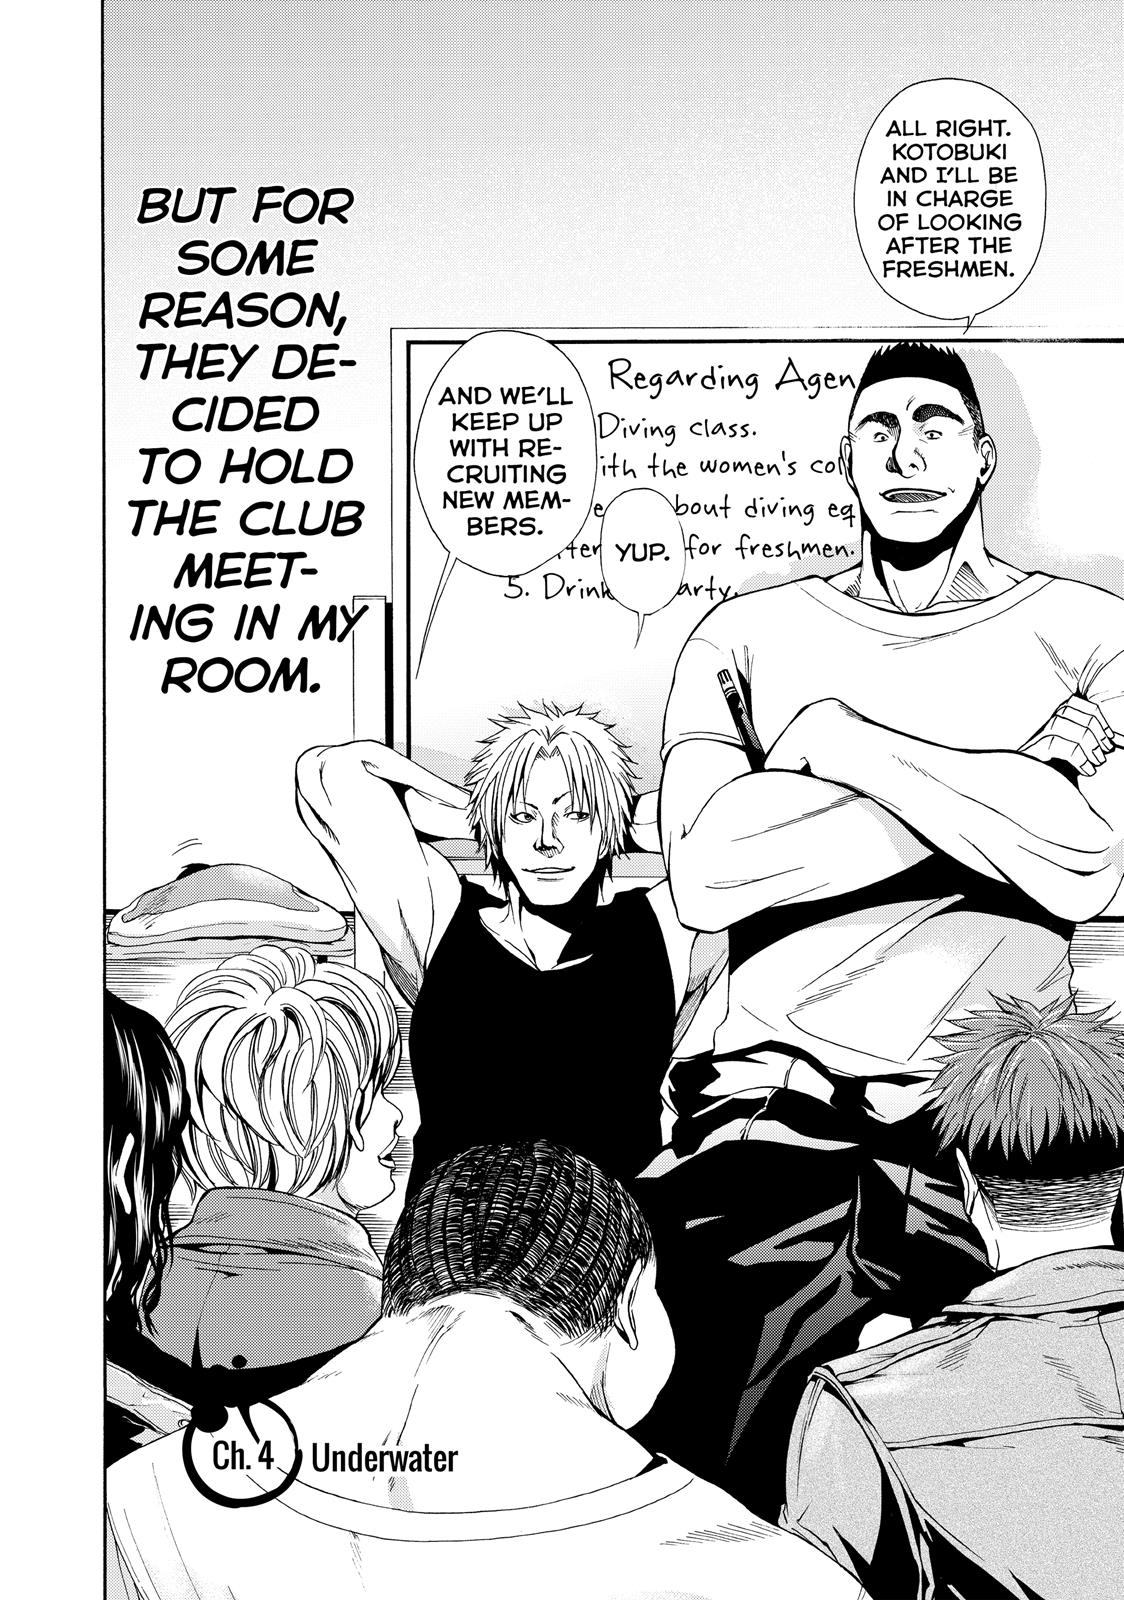 ALL RIGHT.
KOTOBUKI
AND I'LL BE
IN CHARGE
OF LOOKING
AFTER THE
FRESHMEN.
BUT FOR
SOME
REASON,
THEY DE-
CIDED
TO HOLD
THE CLUB
MEET-
ING IN MY
ROOM.
AND WE'LL
KEEP UP
WITH RE-
CRUITING
NEW MEM-
BERS.
YUP.
Regarding Agen
Diving class.
ith the women's col
bout diving eq
for freshmen.
5. Drink arty.
Ch. 4 Underwater